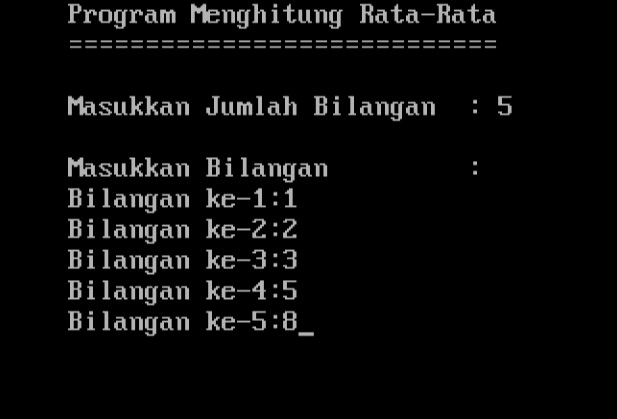 Program Menghitung Rata-Rata
============================
Masukkan Jumlah Bilangan  : 5
Masukkan Bilangan         :
Bilangan ke-1:1
Bilangan ke-2:2
Bilangan ke-3:3
Bilangan ke-4:5
Bilangan ke-5:8_